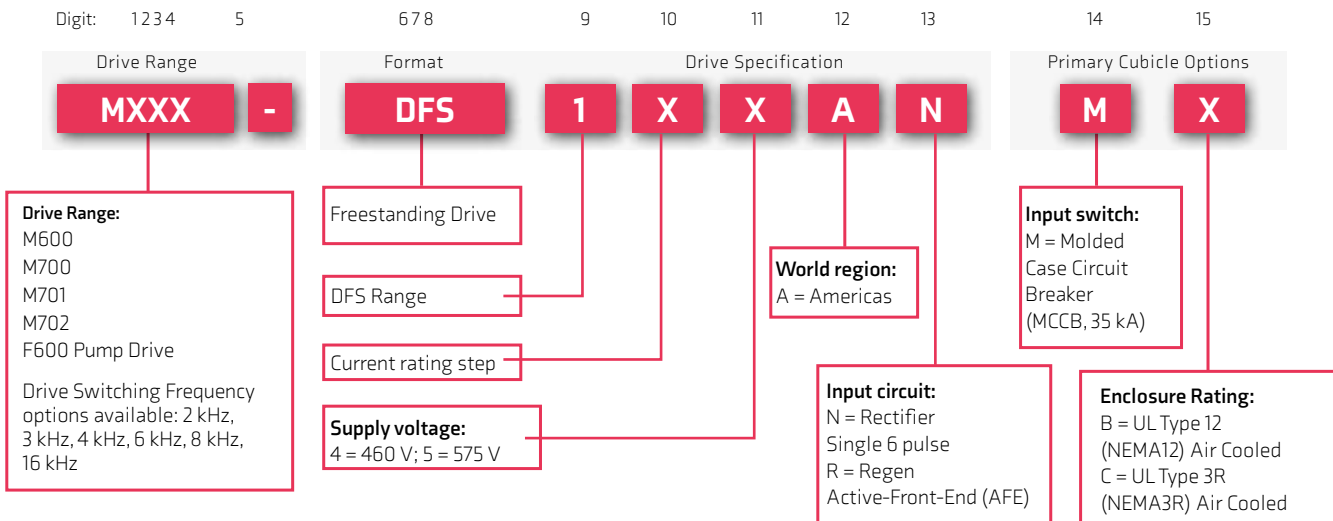 Digit: 1 2 3 4 5 6 7 8 9 10 11 12 13 14 15
Drive Range Format Drive Specification Primary Cubicle Options
MXXX - DFS 1 X X A N M X
Drive Range:
M600
M700
M701
M702
F600 Pump Drive
Drive Switching Frequency
options available: 2 kHz,
3 kHz, 4 kHz, 6 kHz, 8 kHz,
16 kHz
Freestanding Drive
DFS Range
Current rating step
Supply voltage:
4 = 460 V; 5 = 575 V
World region:
A = Americas
Input circuit:
N = Rectifier
Single 6 pulse
R = Regen
Active-Front-End (AFE)
Input switch:
M = Molded
Case Circuit
Breaker
(MCCB, 35 kA)
Enclosure Rating:
B = UL Type 12
(NEMA12) Air Cooled
C = UL Type 3R
(NEMA3R) Air Cooled